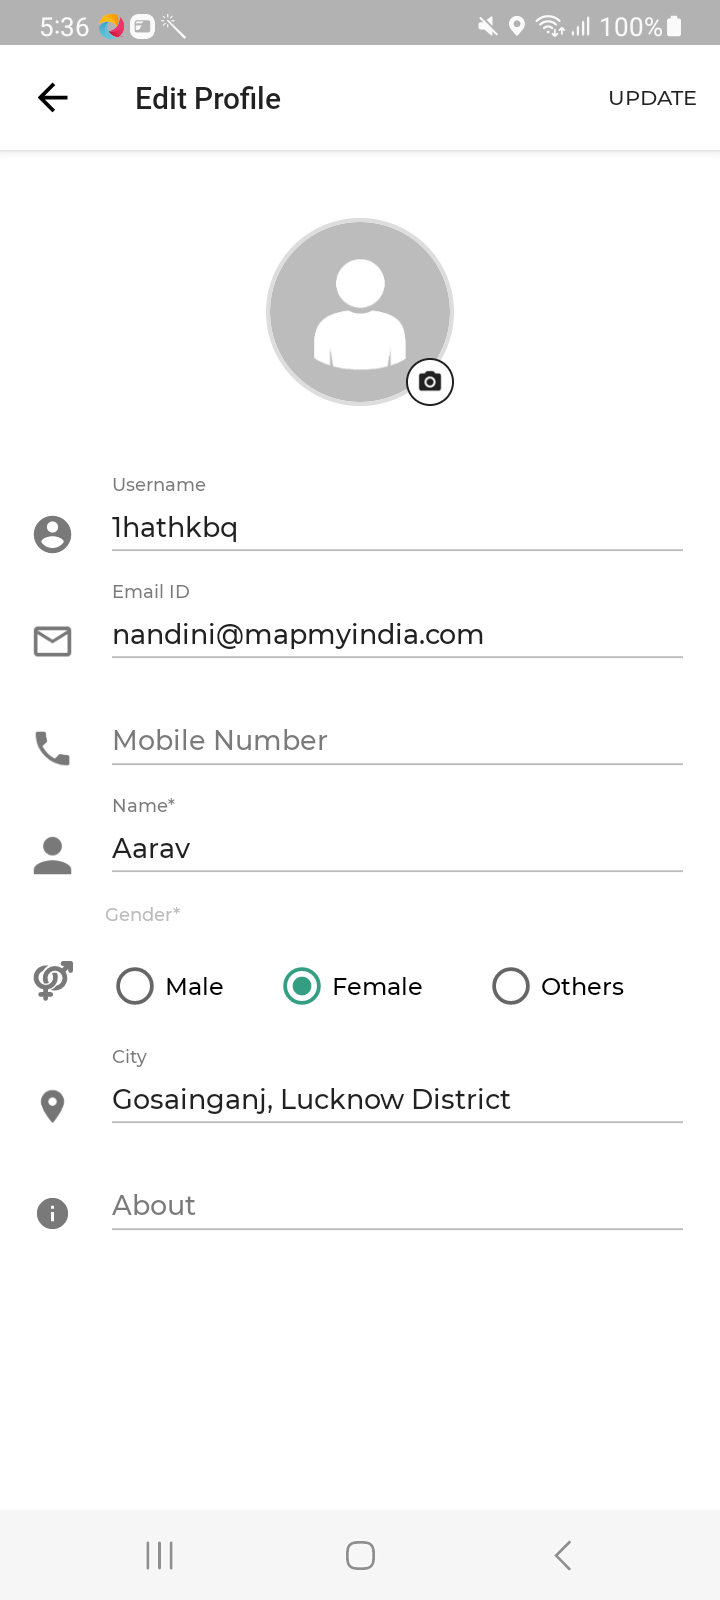 5:36 100%
Edit Profile UPDATE
Username
1hathkbq
Email ID
nandini@mapmyindia.com
Mobile Number
Name*
Aarav
Gender*
Male Female Others
City
Gosainganj, Lucknow District
About